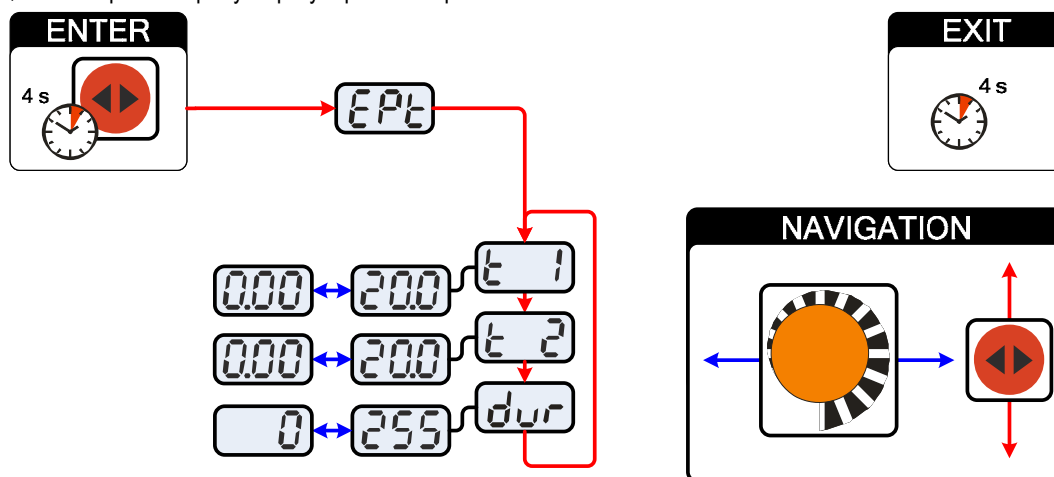 ENTER
EXIT
4 s
4 s
EPt
NAVIGATION
t 1
0.00
20.0
t 2
0.00
20.0
dur
0
255